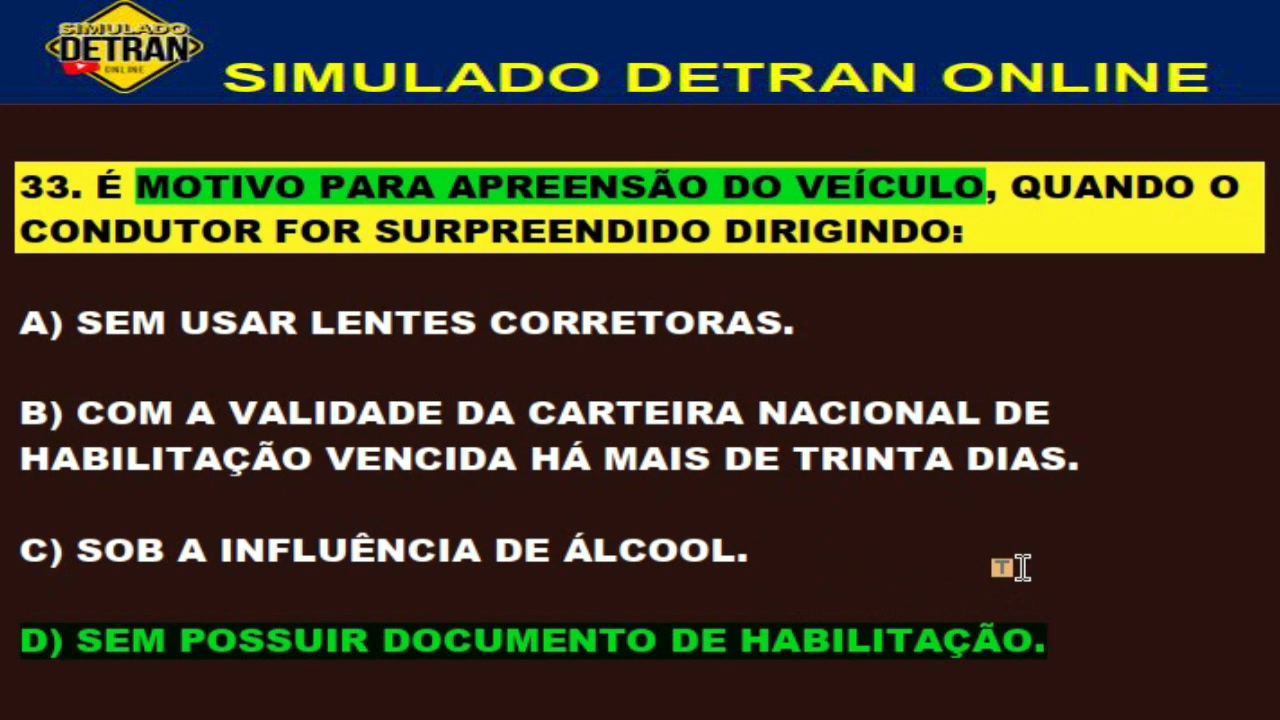 SIMULADO
DETRAN
ONLINE
SIMULADO DETRAN ONLINE
33. É MOTIVO PARA APREENSÃO DO VEÍCULO, QUANDO O
CONDUTOR FOR SURPREENDIDO DIRIGINDO:
A) SEM USAR LENTES CORRETORAS.
B) COM A VALIDADE DA CARTEIRA NACIONAL DE
HABILITAÇÃO VENCIDA HÁ MAIS DE TRINTA DIAS.
C) SOB A INFLUÊNCIA DE ÁLCOOL.
T
D) SEM POSSUIR DOCUMENTO DE HABILITAÇÃO.